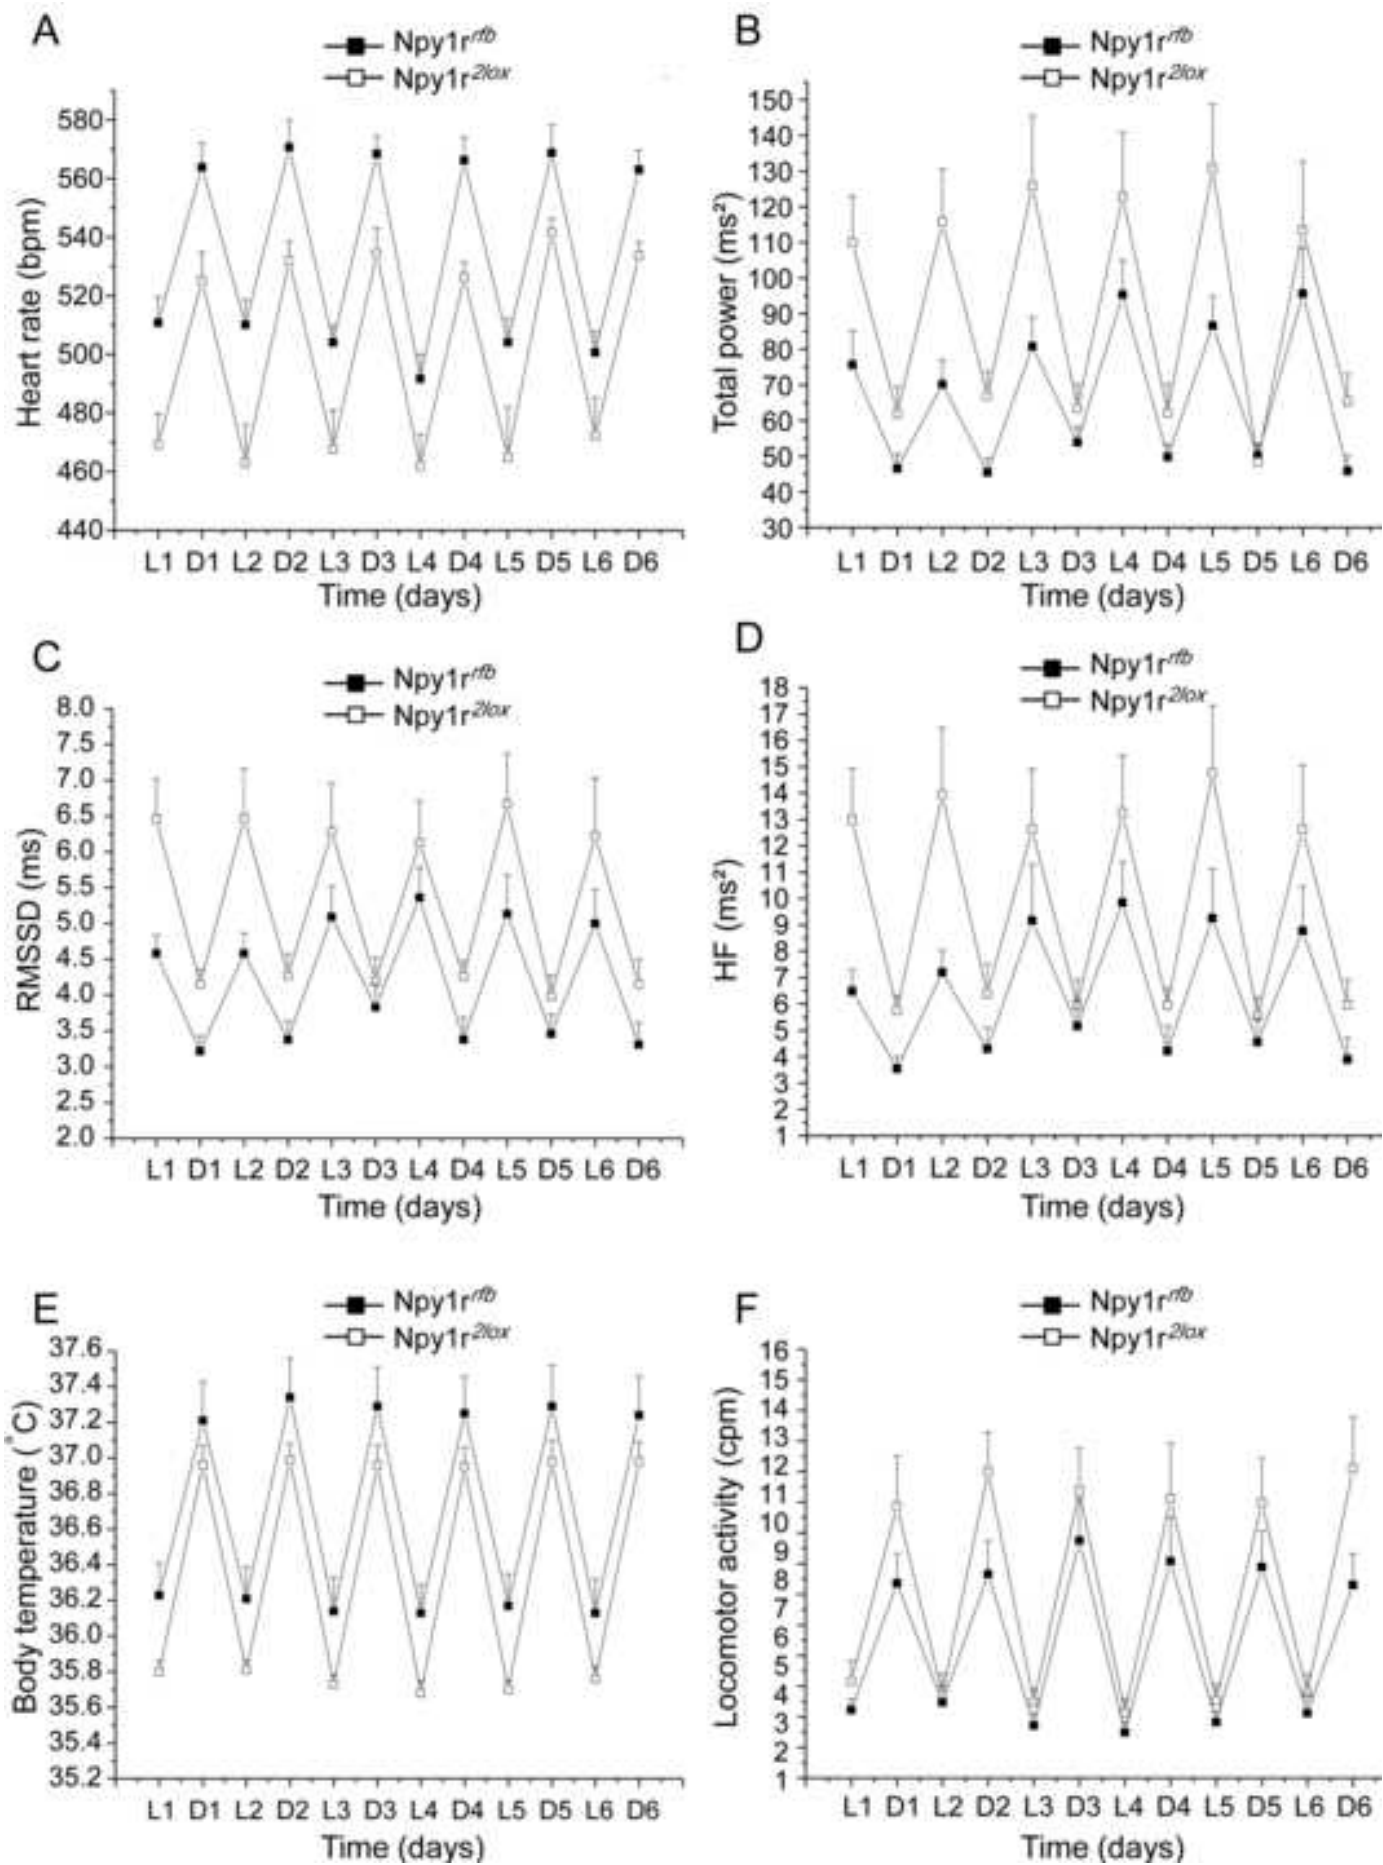 A
Npy1r^rfb
Npy1r^2lox
Heart rate (bpm)
580
560
540
520
500
480
460
440
L1 D1 L2 D2 L3 D3 L4 D4 L5 D5 L6 D6
Time (days)
B
Npy1r^rfb
Npy1r^2lox
Total power (ms²)
150
140
130
120
110
100
90
80
70
60
50
40
30
L1 D1 L2 D2 L3 D3 L4 D4 L5 D5 L6 D6
Time (days)
C
Npy1r^rfb
Npy1r^2lox
RMSSD (ms)
8.0
7.5
7.0
6.5
6.0
5.5
5.0
4.5
4.0
3.5
3.0
2.5
2.0
L1 D1 L2 D2 L3 D3 L4 D4 L5 D5 L6 D6
Time (days)
D
Npy1r^rfb
Npy1r^2lox
HF (ms²)
18
17
16
15
14
13
12
11
10
9
8
7
6
5
4
3
2
1
L1 D1 L2 D2 L3 D3 L4 D4 L5 D5 L6 D6
Time (days)
E
Npy1r^rfb
Npy1r^2lox
Body temperature (°C)
37.6
37.4
37.2
37.0
36.8
36.6
36.4
36.2
36.0
35.8
35.6
35.4
35.2
L1 D1 L2 D2 L3 D3 L4 D4 L5 D5 L6 D6
Time (days)
F
Npy1r^rfb
Npy1r^2lox
Locomotor activity (cpm)
16
15
14
13
12
11
10
9
8
7
6
5
4
3
2
1
L1 D1 L2 D2 L3 D3 L4 D4 L5 D5 L6 D6
Time (days)